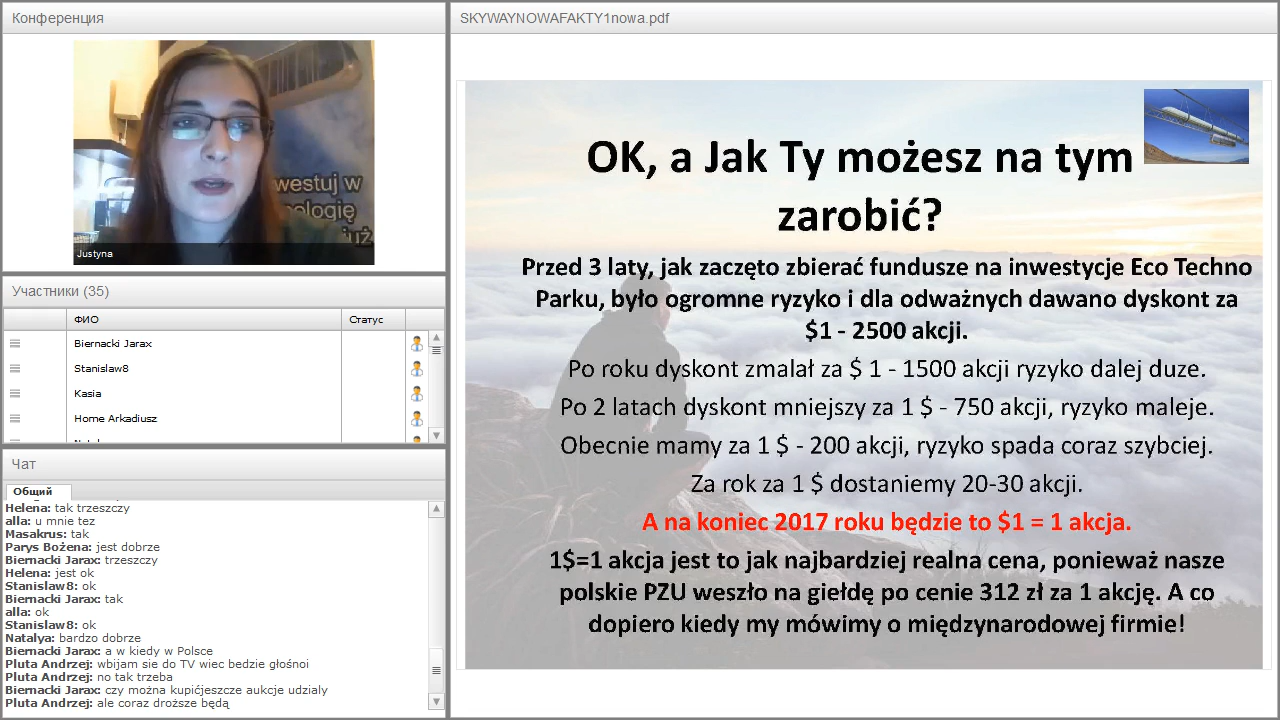 Конференция
westuj w
nologię
już
Justyna
Участники (35)
ФИО
Статус
Biernacki Jarax
Stanislaw8
Kasia
Home Arkadiusz
Чат
Общий
Helena: tak trzeszczy
alla: u mnie tez
Masakrus: tak
Parys Bożena: jest dobrze
Biernacki Jarax: trzeszczy
Helena: jest ok
Stanislaw8: ok
Biernacki Jarax: tak
alla: ok
Stanislaw8: ok
Natalya: bardzo dobrze
Biernacki Jarax: a w kiedy w Polsce
Pluta Andrzej: wbijam sie do TV wiec bedzie głośnoi
Pluta Andrzej: no tak trzeba
Biernacki Jarax: czy można kupićjeszcze aukcje udzialy
Pluta Andrzej: ale coraz drozsze będą
SKYWAYNOWAFAKTY1nowa.pdf
OK, a Jak Ty możesz na tym
zarobić?
Przed 3 laty, jak zaczęto zbierać fundusze na inwestycje Eco Techno
Parku, było ogromne ryzyko i dla odważnych dawano dyskont za
$1 - 2500 akcji.
Po roku dyskont zmalał za $ 1 - 1500 akcji ryzyko dalej duze.
Po 2 latach dyskont mniejszy za 1 $ - 750 akcji, ryzyko maleje.
Obecnie mamy za 1 $ - 200 akcji, ryzyko spada coraz szybciej.
Za rok za 1 $ dostaniemy 20-30 akcji.
A na koniec 2017 roku będzie to $1 = 1 akcja.
1$=1 akcja jest to jak najbardziej realna cena, ponieważ nasze
polskie PZU weszło na giełdę po cenie 312 zł za 1 akcję. A co
dopiero kiedy my mówimy o międzynarodowej firmie!